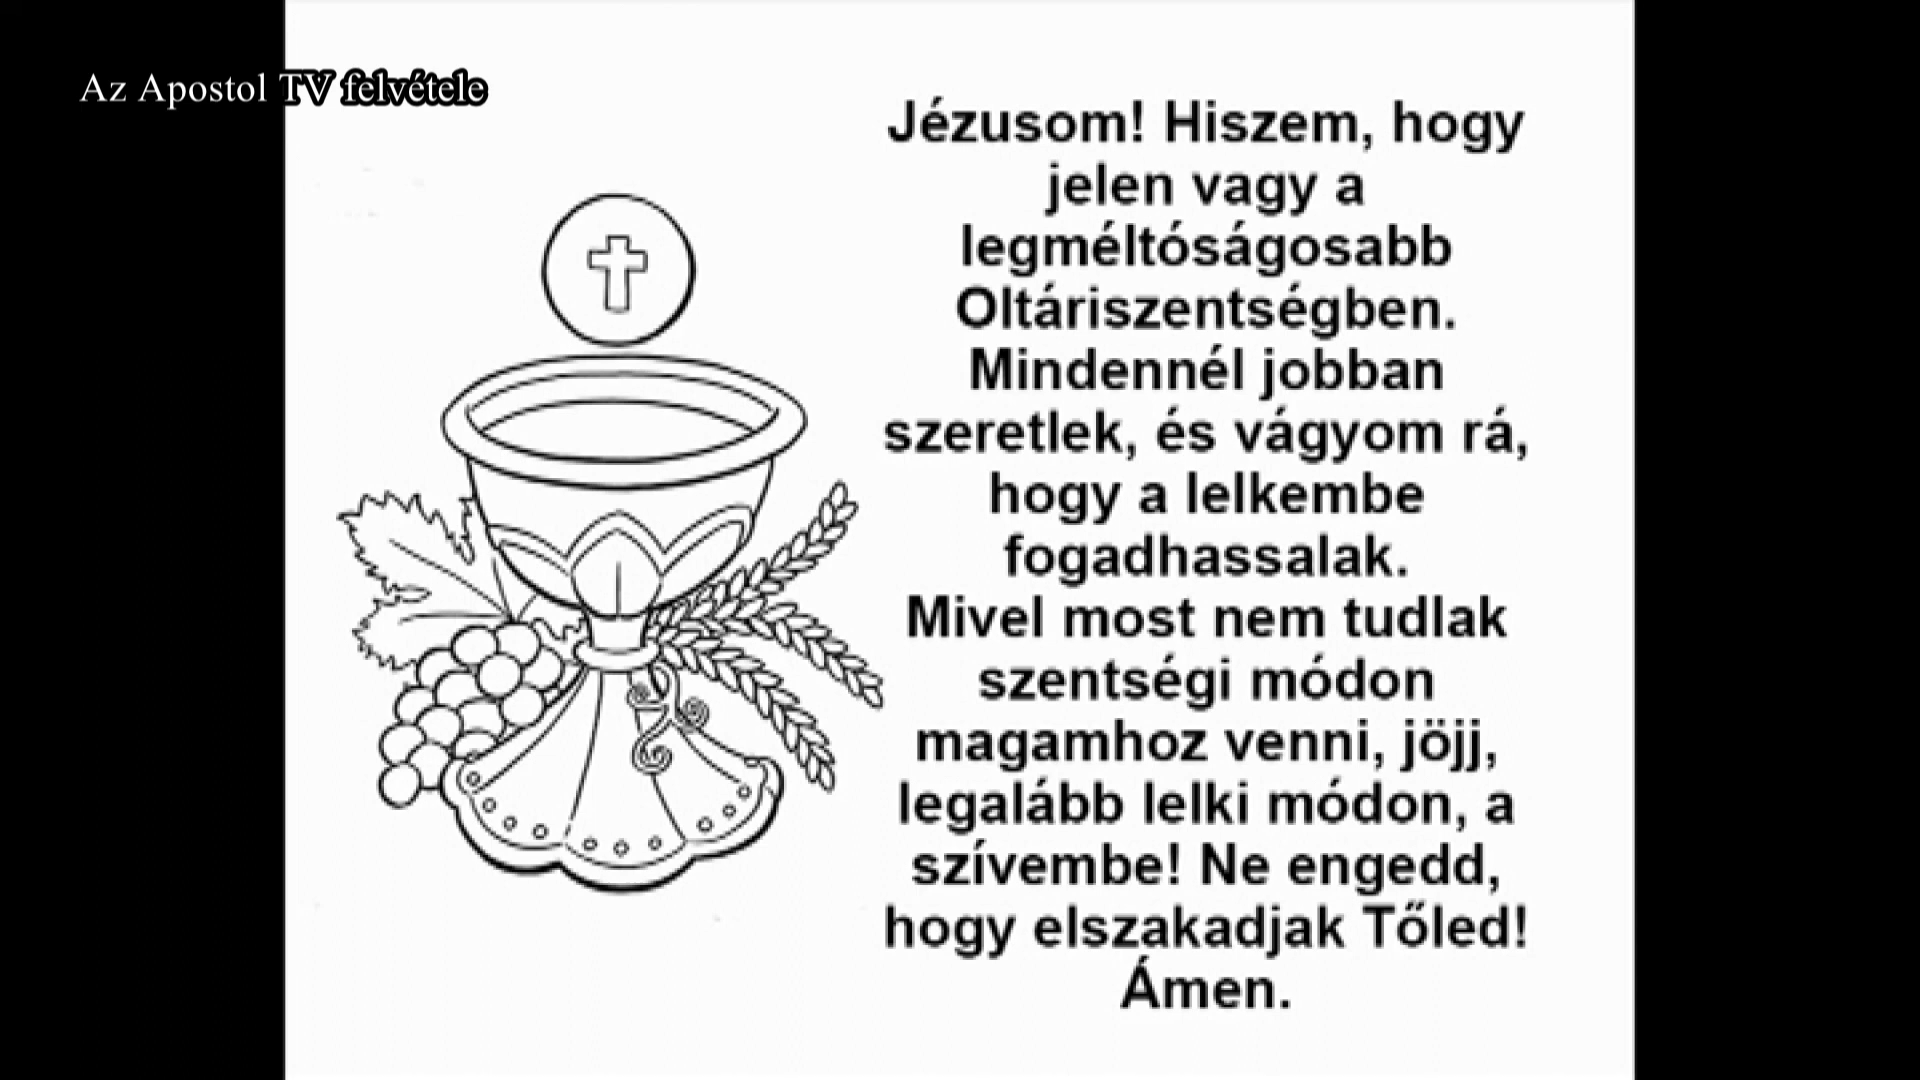 Az Apostol TV felvétele
Jézusom! Hiszem, hogy
jelen vagy a
legméltóságosabb
Oltáriszentségben.
Mindennél jobban
szeretlek, és vágyom rá,
hogy a lelkembe
fogadhassalak.
Mivel most nem tudlak
szentségi módon
magamhoz venni, jöjj,
legalább lelki módon, a
szívembe! Ne engedd,
hogy elszakadjak Tőled!
Ámen.